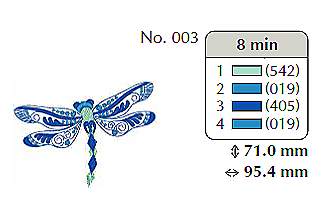 No. 003
8 min
1 (542)
2 (019)
3 (405)
4 (019)
⇕ 71.0 mm
⇔ 95.4 mm